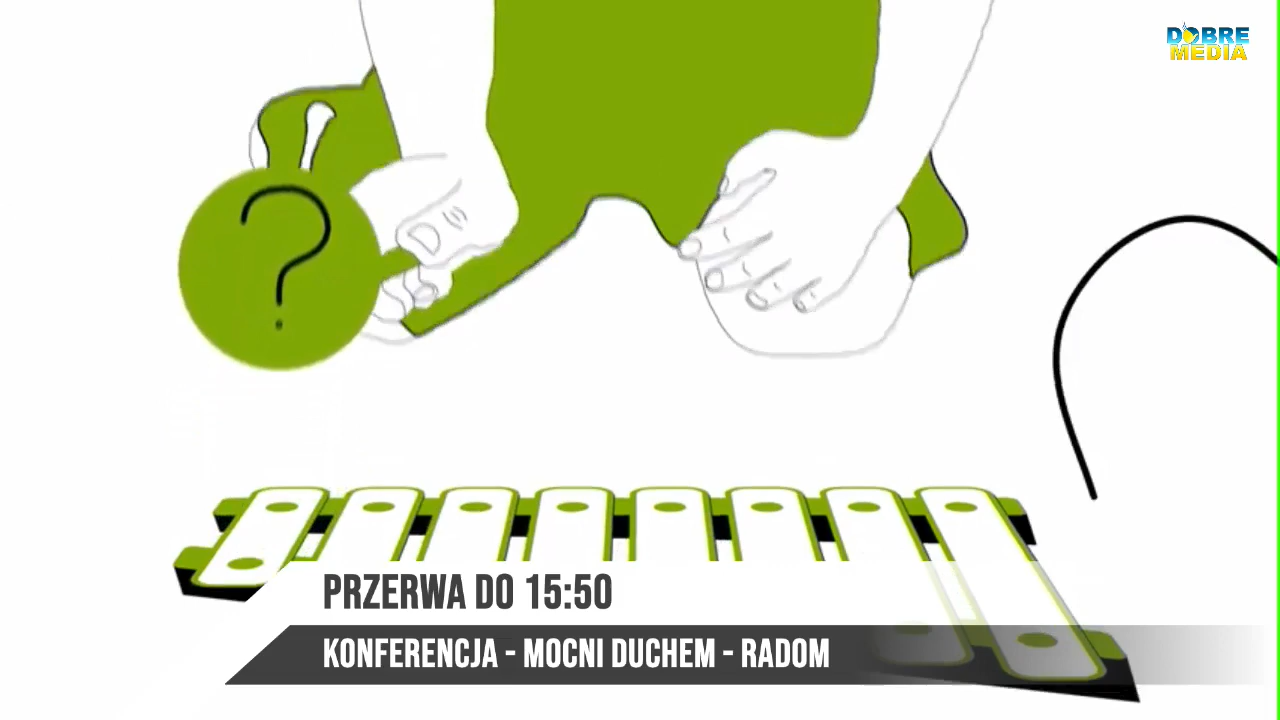 DOBRE
MEDIA
?
PRZERWA DO 15:50
KONFERENCJA - MOCNI DUCHEM - RADOM